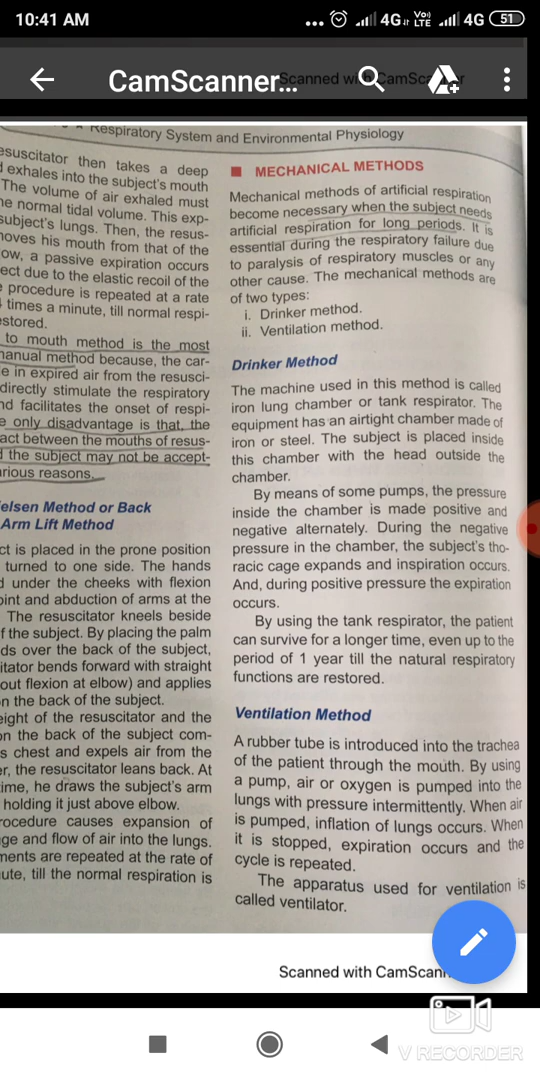 10:41 AM
... 4G Vo) LTE 4G 51
CamScanner...
Scanned with CamScanner
Respiratory System and Environmental Physiology
esuscitator then takes a deep
exhales into the subject's mouth
The volume of air exhaled must
normal tidal volume. This exp-
subject's lungs. Then, the resus-
oves his mouth from that of the
ow, a passive expiration occurs
ect due to the elastic recoil of the
procedure is repeated at a rate
times a minute, till normal respi-
estored.
to mouth method is the most
manual method because, the car-
e in expired air from the resusci-
directly stimulate the respiratory
nd facilitates the onset of respi-
e only disadvantage is that, the
act between the mouths of resus-
the subject may not be accept-
arious reasons.
elsen Method or Back
Arm Lift Method
ct is placed in the prone position
turned to one side. The hands
under the cheeks with flexion
oint and abduction of arms at the
The resuscitator kneels beside
f the subject. By placing the palm
ds over the back of the subject,
itator bends forward with straight
out flexion at elbow) and applies
n the back of the subject.
eight of the resuscitator and the
on the back of the subject com-
s chest and expels air from the
er, the resuscitator leans back. At
time, he draws the subject's arm
holding it just above elbow.
rocedure causes expansion of
ge and flow of air into the lungs.
ments are repeated at the rate of
ute, till the normal respiration is
MECHANICAL METHODS
Mechanical methods of artificial respiration
become necessary when the subject needs
artificial respiration for long periods. It is
essential during the respiratory failure due
to paralysis of respiratory muscles or any
other cause. The mechanical methods are
of two types:
i. Drinker method.
ii. Ventilation method.
Drinker Method
The machine used in this method is called
iron lung chamber or tank respirator. The
equipment has an airtight chamber made of
iron or steel. The subject is placed inside
this chamber with the head outside the
chamber.
By means of some pumps, the pressure
inside the chamber is made positive and
negative alternately. During the negative
pressure in the chamber, the subject's tho-
racic cage expands and inspiration occurs.
And, during positive pressure the expiration
occurs.
By using the tank respirator, the patient
can survive for a longer time, even up to the
period of 1 year till the natural respiratory
functions are restored.
Ventilation Method
A rubber tube is introduced into the trachea
of the patient through the mouth. By using
a pump, air or oxygen is pumped into the
lungs with pressure intermittently. When air
is pumped, inflation of lungs occurs. When
it is stopped, expiration occurs and the
cycle is repeated.
The apparatus used for ventilation is
called ventilator.
Scanned with CamScann
V RECORDER